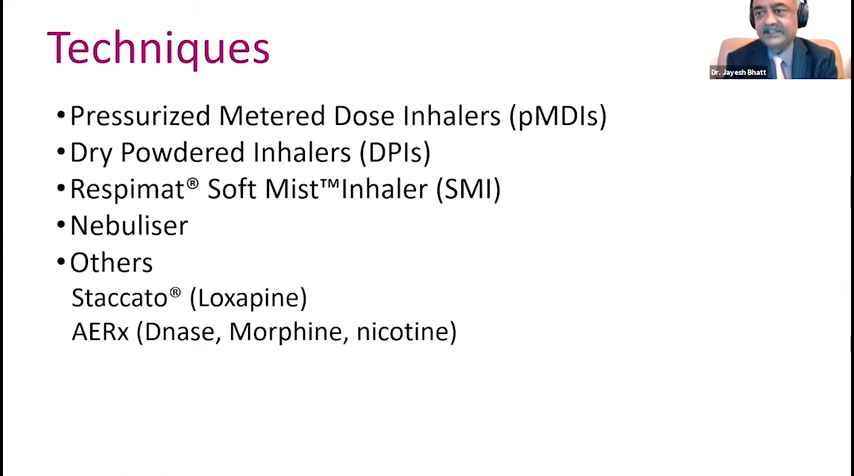 Techniques
Dr. Jayesh Bhatt
•Pressurized Metered Dose Inhalers (pMDIs)
•Dry Powdered Inhalers (DPIs)
•Respimat® Soft Mist™Inhaler (SMI)
•Nebuliser
•Others
Staccato® (Loxapine)
AERx (Dnase, Morphine, nicotine)